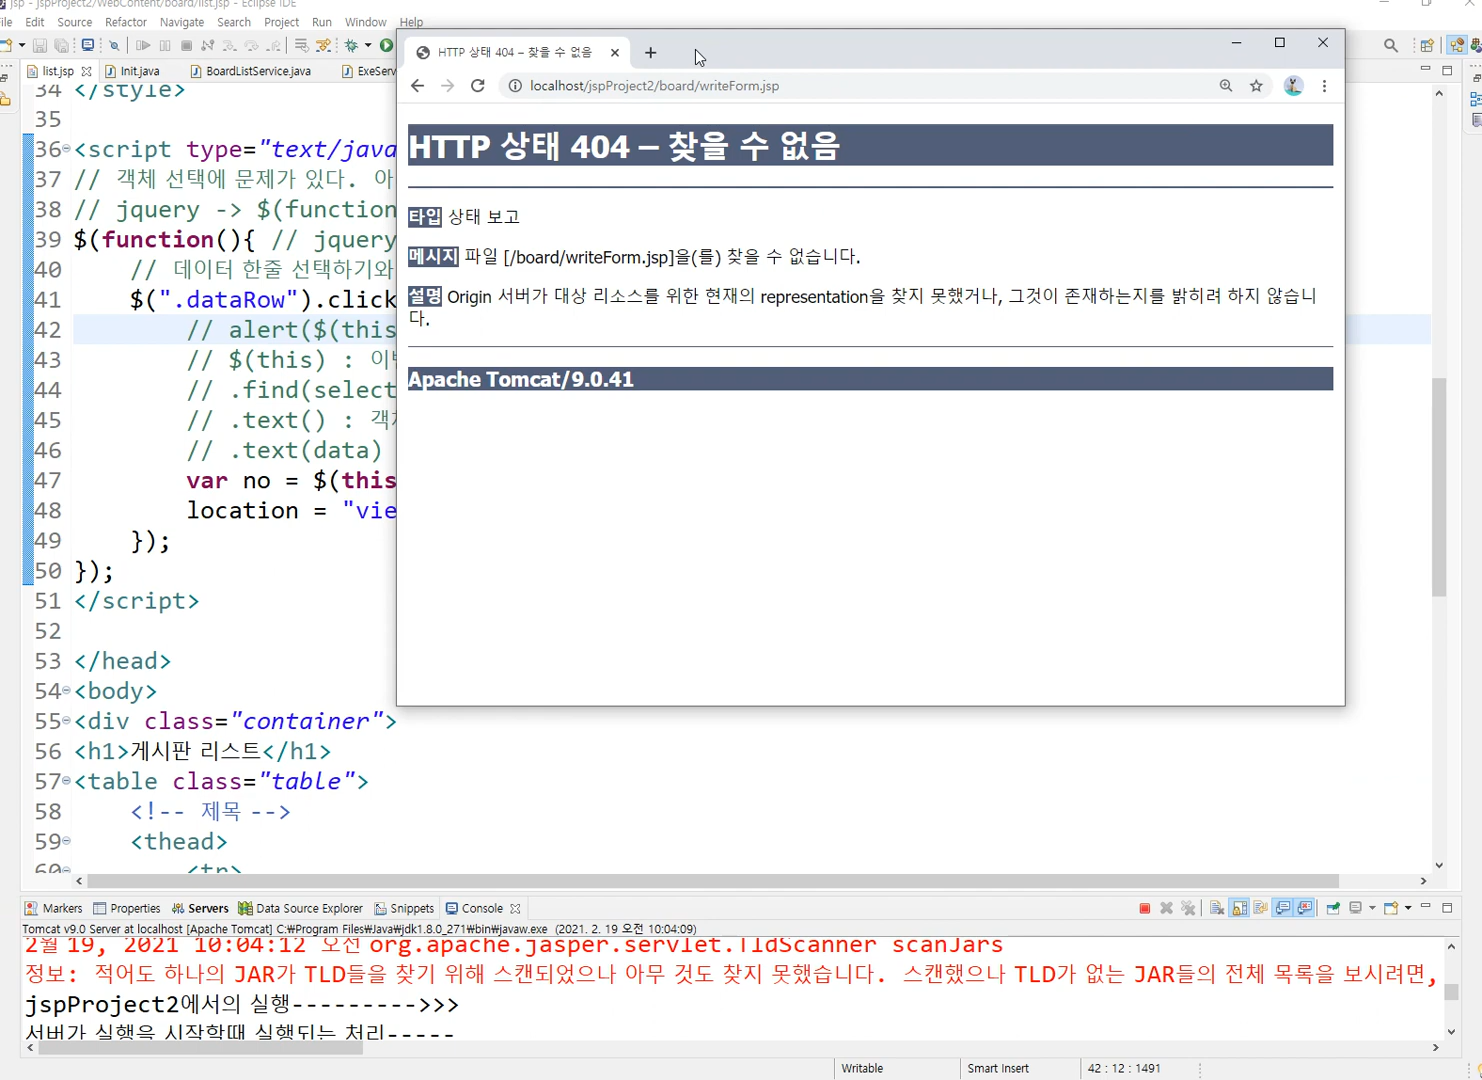 jsp - jspProject2/WebContent/board/list.jsp - Eclipse IDE
File Edit Source Refactor Navigate Search Project Run Window Help
list.jsp Init.java BoardListService.java ExeServ
34 </style>
35
36 <script type="text/java
37 // 객체 선택에 문제가 있다. 아
38 // jquery -> $(function
39 $(function(){ // jquery
40 // 데이터 한줄 선택하기와
41 $(".dataRow").click
42 // alert($(this
43 // $(this) : 이벤
44 // .find(select
45 // .text() : 객체
46 // .text(data)
47 var no = $(this
48 location = "vie
49 });
50 });
51 </script>
52
53 </head>
54 <body>
55 <div class="container">
56 <h1>게시판 리스트</h1>
57 <table class="table">
58 <!-- 제목 -->
59 <thead>
60 <tr>
HTTP 상태 404 – 찾을 수 없음
localhost/jspProject2/board/writeForm.jsp
HTTP 상태 404 – 찾을 수 없음
타입 상태 보고
메시지 파일 [/board/writeForm.jsp]을(를) 찾을 수 없습니다.
설명 Origin 서버가 대상 리소스를 위한 현재의 representation을 찾지 못했거나, 그것이 존재하는지를 밝히려 하지 않습니
다.
Apache Tomcat/9.0.41
Markers Properties Servers Data Source Explorer Snippets Console
Tomcat v9.0 Server at localhost [Apache Tomcat] C:₩Program Files₩Java₩jdk1.8.0_271₩bin₩javaw.exe (2021. 2. 19 오전 10:04:09)
2월 19, 2021 10:04:12 오전 org.apache.jasper.servlet.TldScanner scanJars
정보: 적어도 하나의 JAR가 TLD들을 찾기 위해 스캔되었으나 아무 것도 찾지 못했습니다. 스캔했으나 TLD가 없는 JAR들의 전체 목록을 보시려면,
jspProject2에서의 실행--------->>>
서버가 실행을 시작할때 실행되는 처리-----
Writable Smart Insert 42 : 12 : 1491